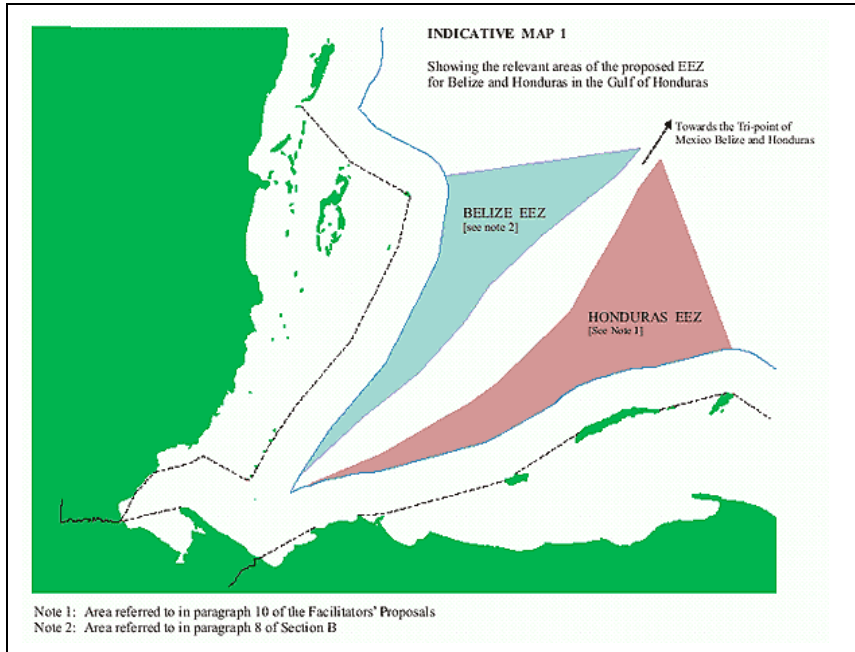 INDICATIVE MAP 1
Showing the relevant areas of the proposed EEZ
for Belize and Honduras in the Gulf of Honduras
Towards the Tri-point of
Mexico Belize and Honduras
BELIZE EEZ
[see note 2]
HONDURAS EEZ
[See Note 1]
Note 1: Area referred to in paragraph 10 of the Facilitators' Proposals
Note 2: Area referred to in paragraph 8 of Section B